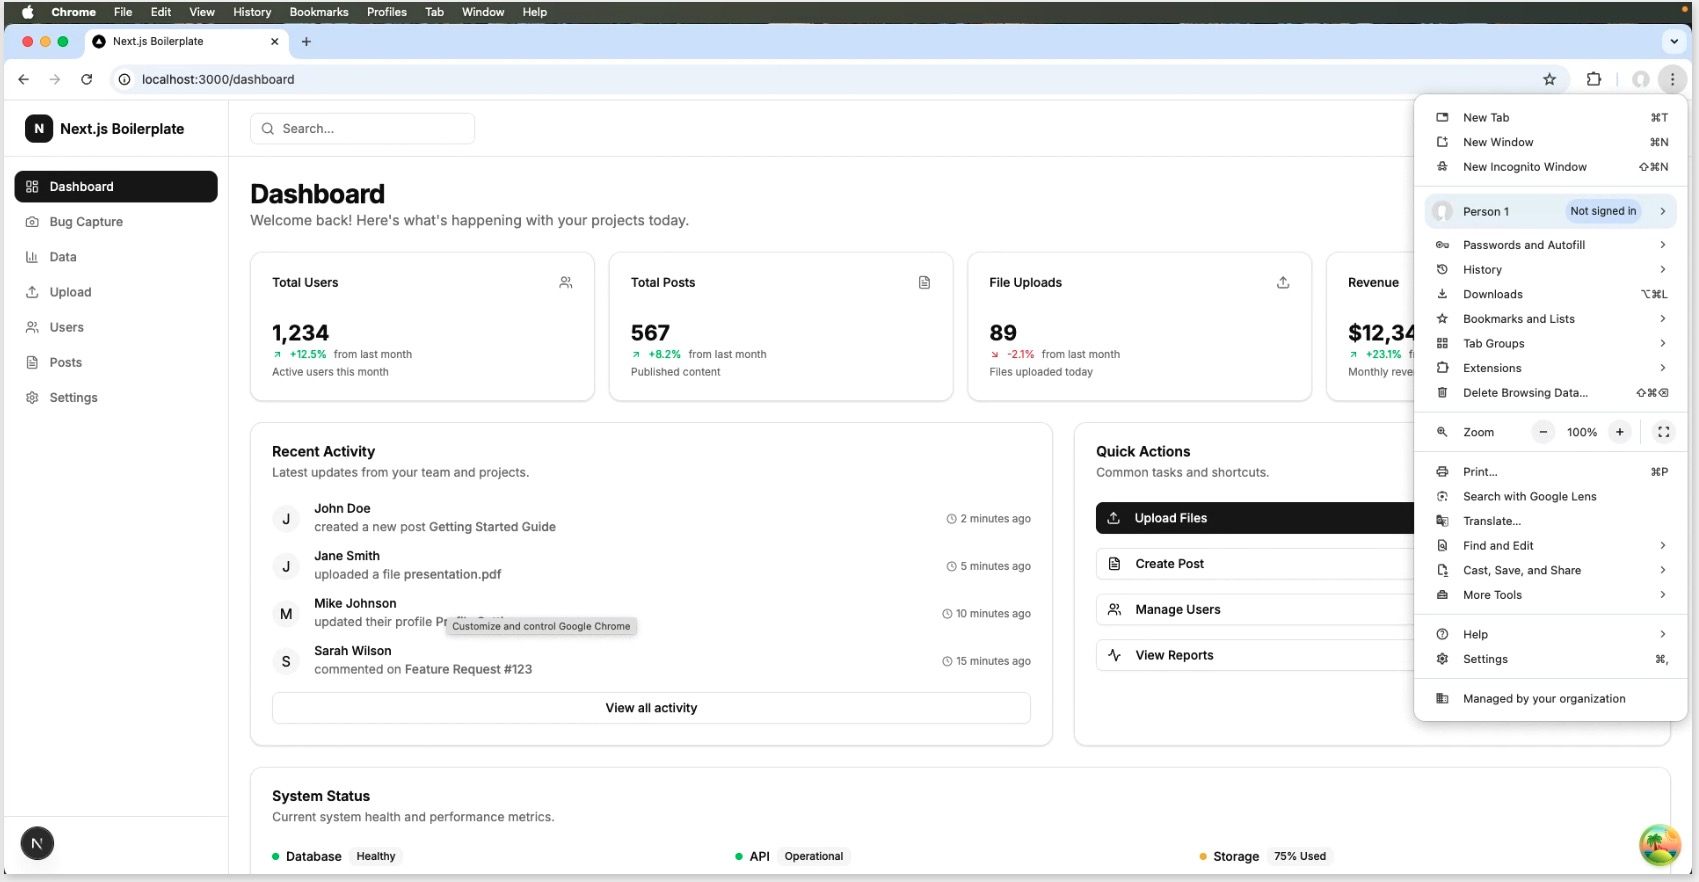 Chrome File Edit View History Bookmarks Profiles Tab Window Help
Next.js Boilerplate
localhost:3000/dashboard
N Next.js Boilerplate
Search...
Dashboard
Bug Capture
Data
Upload
Users
Posts
Settings
N
Dashboard
Welcome back! Here's what's happening with your projects today.
Total Users
1,234
+12.5% from last month
Active users this month
Total Posts
567
+8.2% from last month
Published content
File Uploads
89
-2.1% from last month
Files uploaded today
Revenue
$12,34
+23.1%
Monthly reve
Recent Activity
Latest updates from your team and projects.
J John Doe
created a new post Getting Started Guide
2 minutes ago
J Jane Smith
uploaded a file presentation.pdf
5 minutes ago
M Mike Johnson
updated their profile
10 minutes ago
Customize and control Google Chrome
S Sarah Wilson
commented on Feature Request #123
15 minutes ago
View all activity
Quick Actions
Common tasks and shortcuts.
Upload Files
Create Post
Manage Users
View Reports
System Status
Current system health and performance metrics.
Database Healthy
API Operational
Storage 75% Used
New Tab ⌘T
New Window ⌘N
New Incognito Window ⇧⌘N
Person 1 Not signed in
Passwords and Autofill
History
Downloads ⌥⌘L
Bookmarks and Lists
Tab Groups
Extensions
Delete Browsing Data... ⇧⌘⌫
Zoom − 100% +
Print... ⌘P
Search with Google Lens
Translate...
Find and Edit
Cast, Save, and Share
More Tools
Help
Settings ⌘,
Managed by your organization